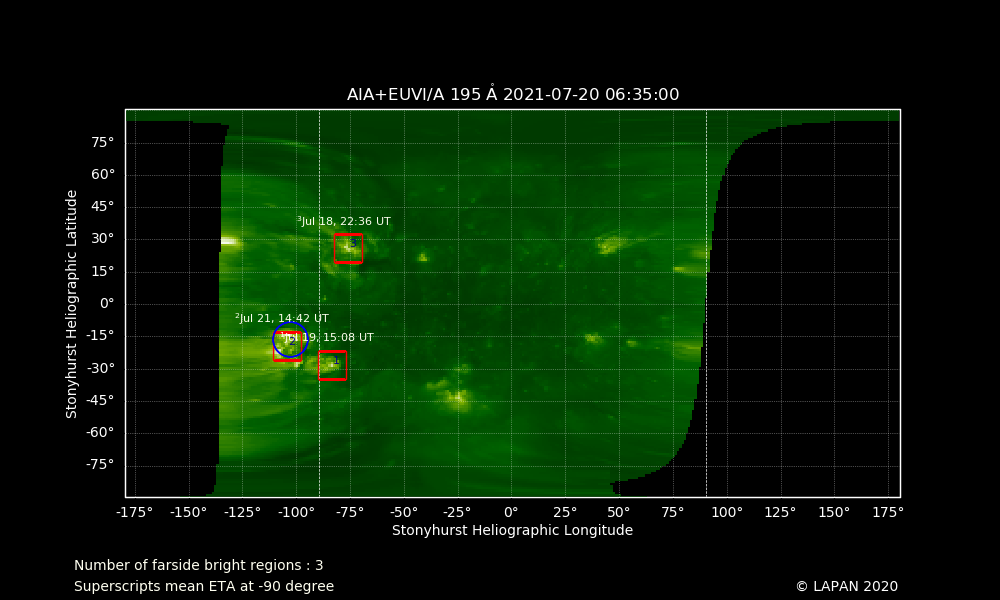 AIA+EUVI/A 195 Å 2021-07-20 06:35:00
Stonyhurst Heliographic Latitude
75°
60°
45°
30°
15°
0°
-15°
-30°
-45°
-60°
-75°
³Jul 18, 22:36 UT
3
²Jul 21, 14:42 UT
¹Jul 19, 15:08 UT
2
1
-175° -150° -125° -100° -75° -50° -25° 0° 25° 50° 75° 100° 125° 150° 175°
Stonyhurst Heliographic Longitude
Number of farside bright regions : 3
Superscripts mean ETA at -90 degree
© LAPAN 2020